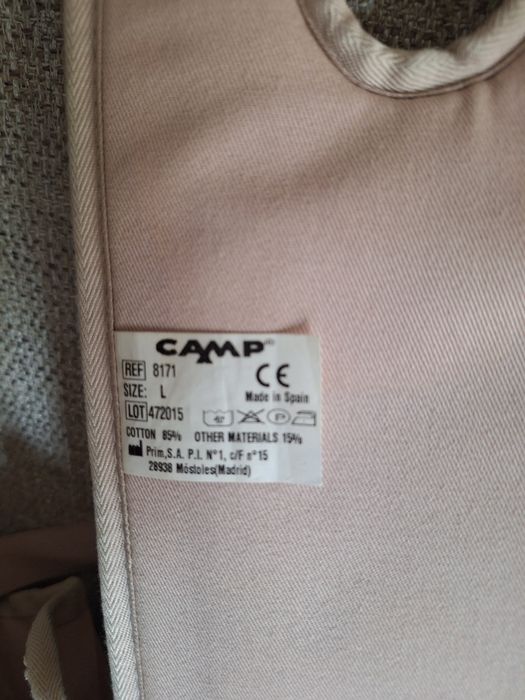 CAMP®
REF 8171
CE
SIZE: L
Made in Spain
LOT 472015
40° P
COTTON 85% OTHER MATERIALS 15%
Prim,S.A. P.I. Nº1, c/F nº15
28938 Móstoles(Madrid)